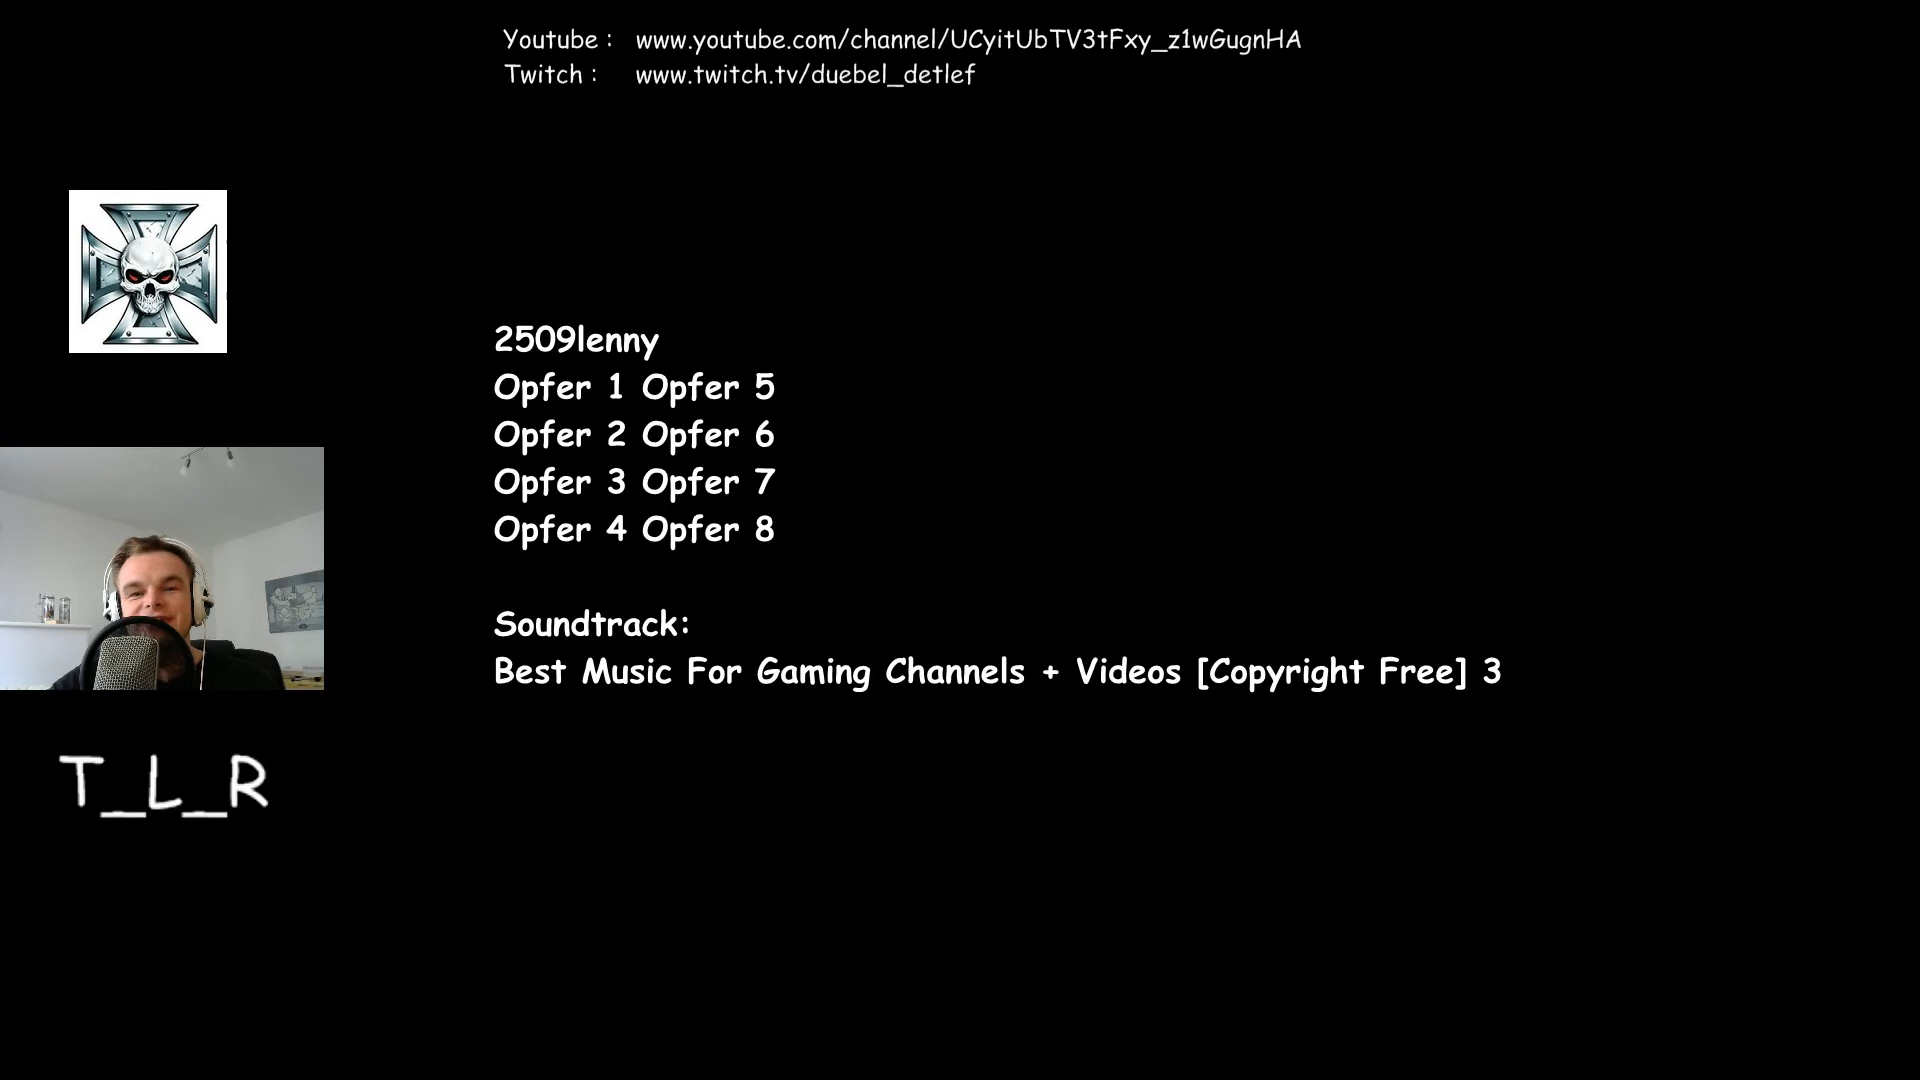 Youtube : www.youtube.com/channel/UCyitUbTV3tFxy_z1wGugnHA
Twitch : www.twitch.tv/duebel_detlef
2509lenny
Opfer 1 Opfer 5
Opfer 2 Opfer 6
Opfer 3 Opfer 7
Opfer 4 Opfer 8
Soundtrack:
Best Music For Gaming Channels + Videos [Copyright Free] 3
T_L_R